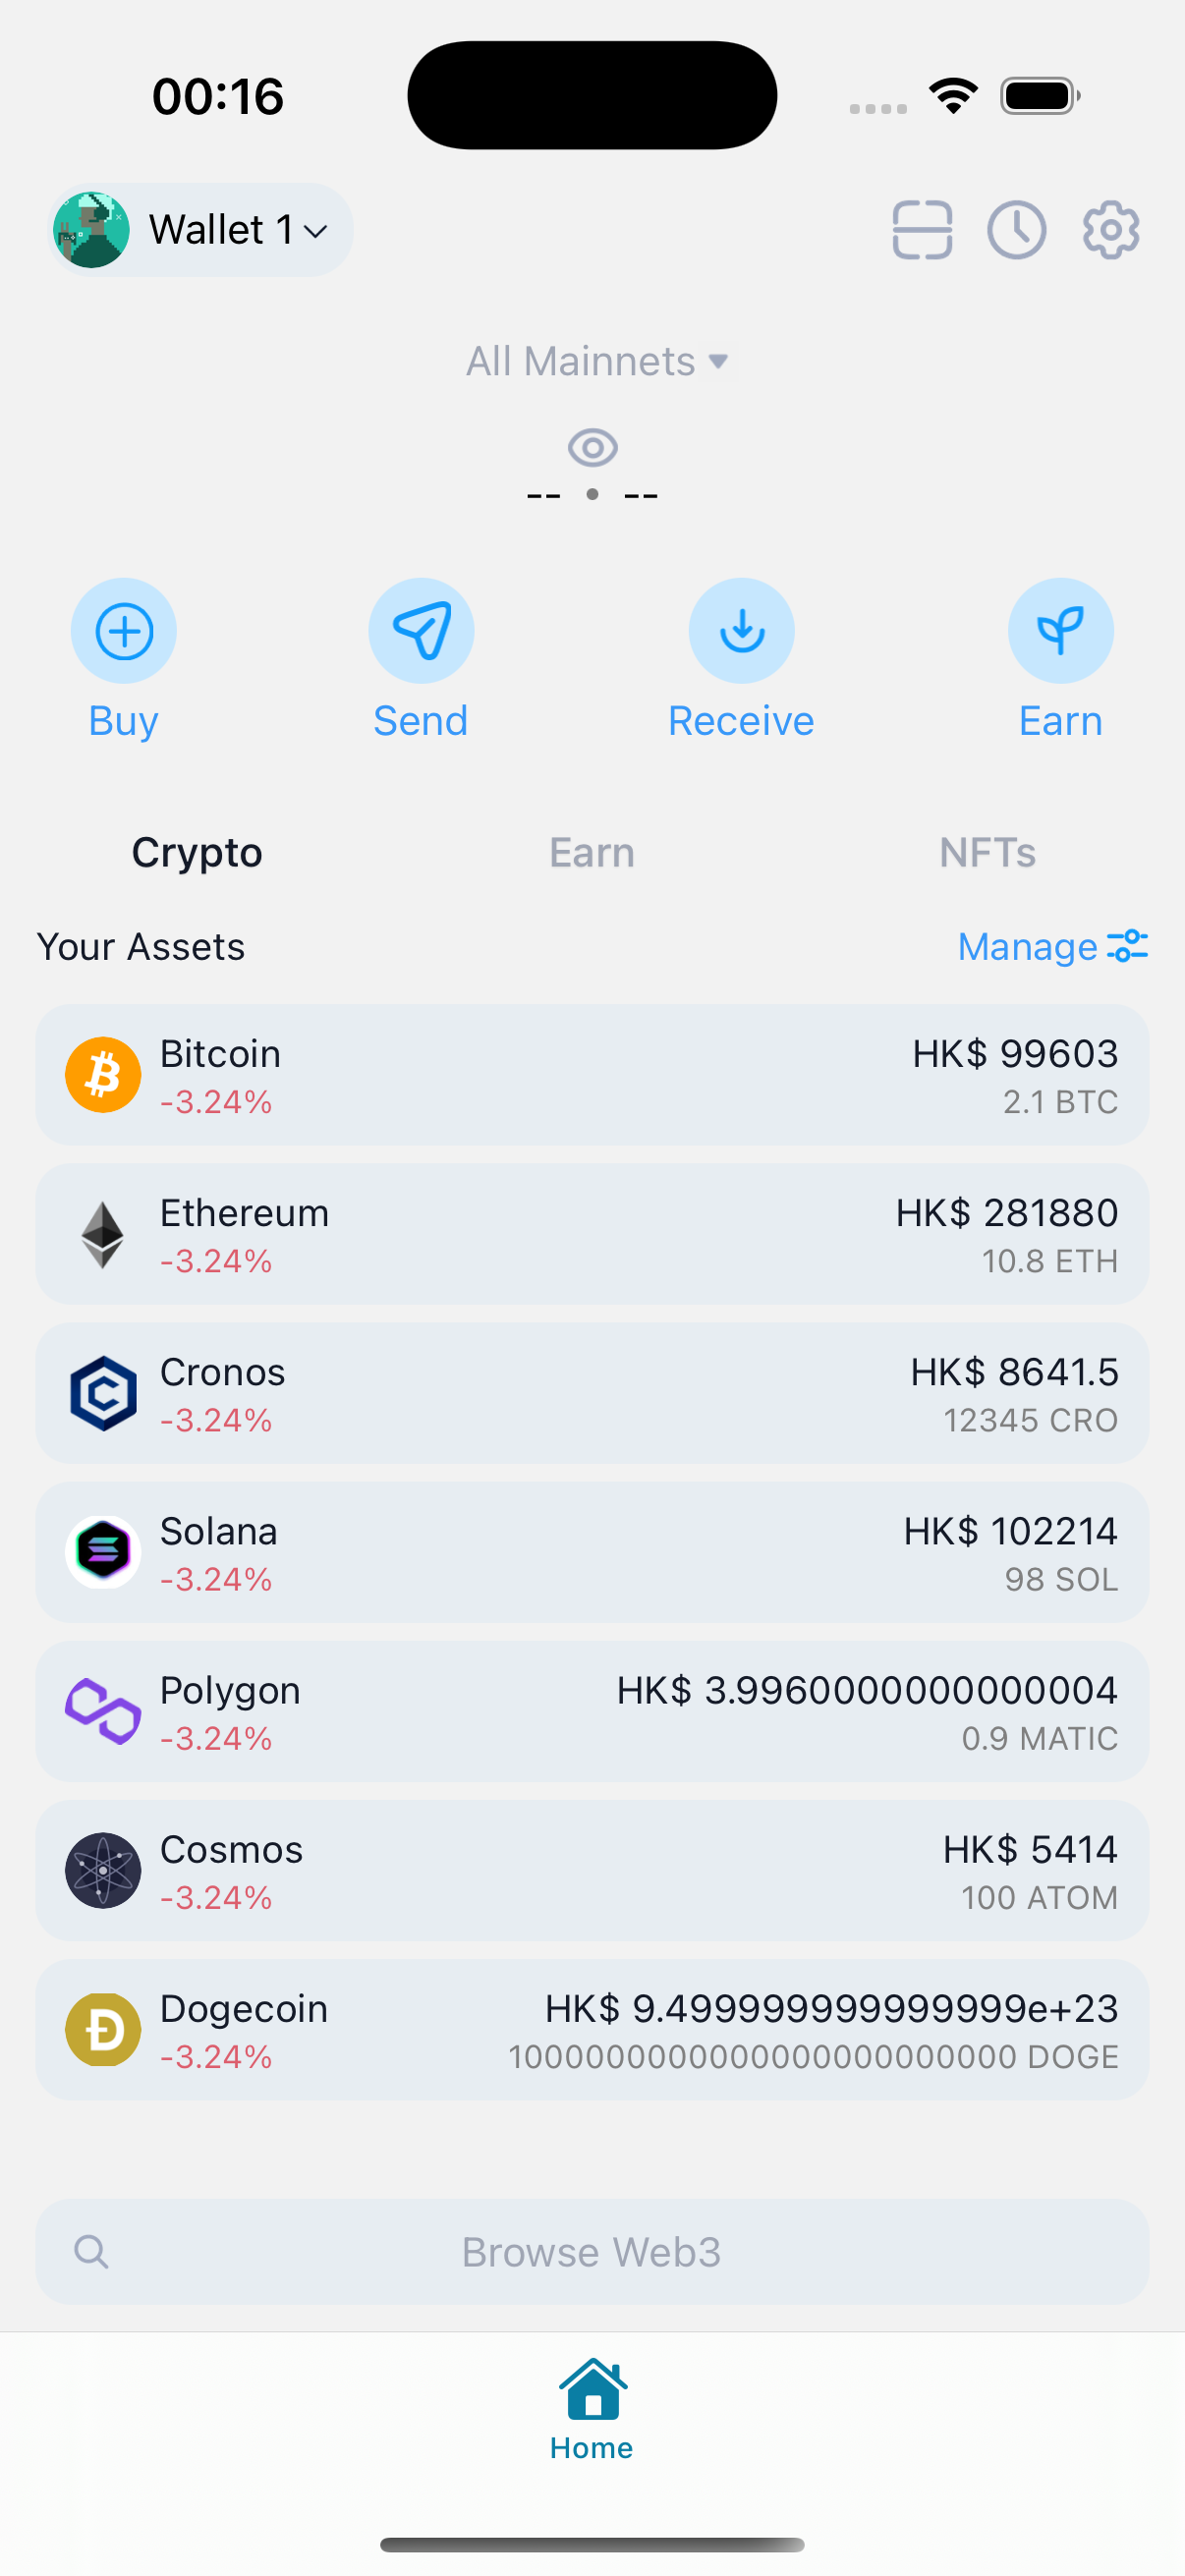 00:16
Wallet 1
All Mainnets
-- • --
Buy Send Receive Earn
Crypto Earn NFTs
Your Assets Manage
Bitcoin HK$ 99603
-3.24% 2.1 BTC
Ethereum HK$ 281880
-3.24% 10.8 ETH
Cronos HK$ 8641.5
-3.24% 12345 CRO
Solana HK$ 102214
-3.24% 98 SOL
Polygon HK$ 3.9960000000000004
-3.24% 0.9 MATIC
Cosmos HK$ 5414
-3.24% 100 ATOM
Dogecoin HK$ 9.499999999999999e+23
-3.24% 1000000000000000000000000 DOGE
Browse Web3
Home